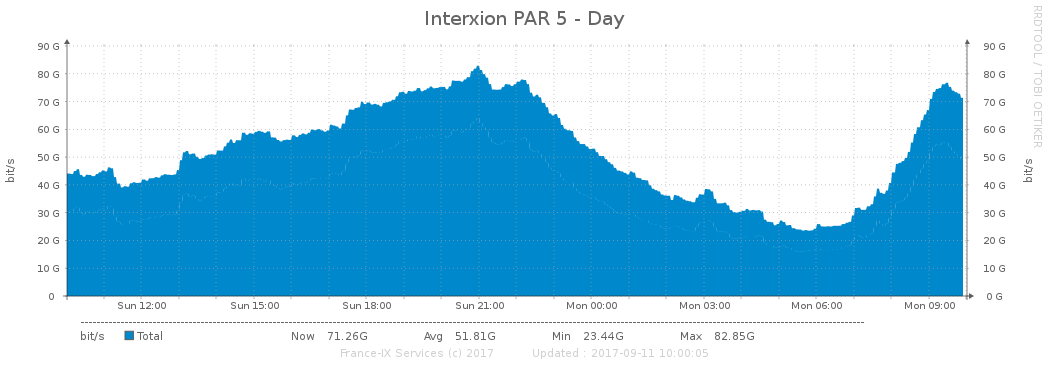 Interxion PAR 5 - Day
RRDTOOL / TOBI OETIKER
90 G 90 G
80 G 80 G
70 G 70 G
60 G 60 G
50 G 50 G
40 G 40 G
30 G 30 G
20 G 20 G
10 G 10 G
0 0 G
bit/s
bit/s
Sun 12:00 Sun 15:00 Sun 18:00 Sun 21:00 Mon 00:00 Mon 03:00 Mon 06:00 Mon 09:00
bit/s Total Now 71.26G Avg 51.81G Min 23.44G Max 82.85G
France-IX Services (c) 2017 Updated : 2017-09-11 10:00:05